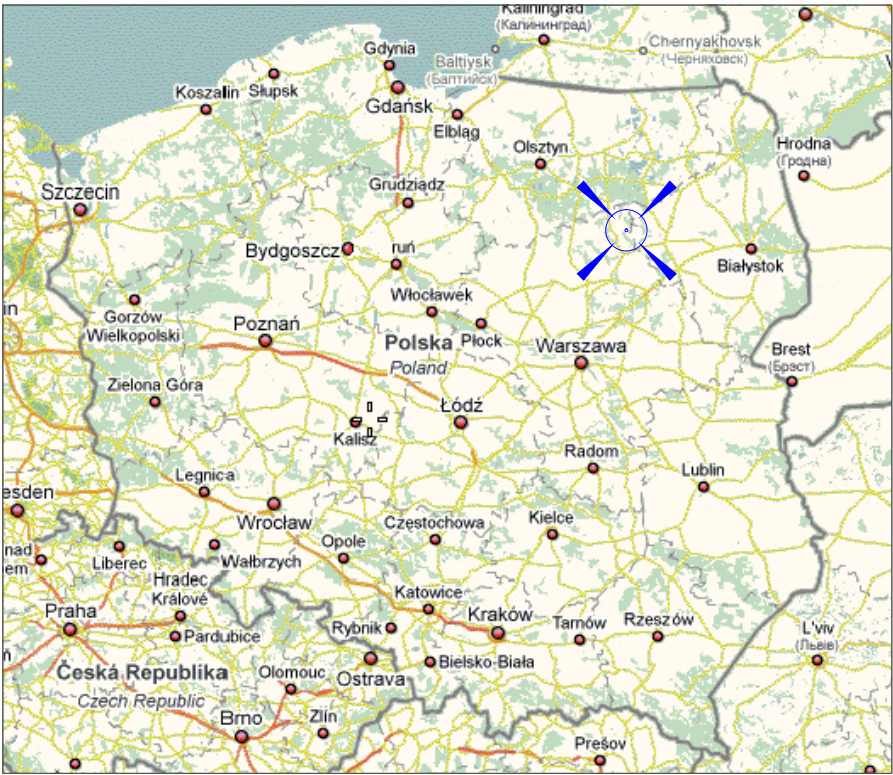 Kaliningrad
(Калининград)
Chernyakhovsk
(Черняховск)
Gdynia
Baltiysk
(Балтийск)
Koszalin
Słupsk
Gdańsk
Elbląg
Olsztyn
Hrodna
(Гродна)
Szczecin
Grudziądz
Bydgoszcz
ruń
Białystok
Włocławek
in
Gorzów
Wielkopolski
Poznań
Polska
Poland
Płock
Warszawa
Brest
(Брэст)
Zielona Góra
Łódź
Kalisz
Radom
Lublin
Legnica
esden
Wrocław
Częstochowa
Kielce
Opole
nad
em
Liberec
Wałbrzych
Hradec
Králové
Katowice
Praha
Kraków
Tarnów
Rzeszów
Pardubice
Rybnik
L'viv
(Львів)
ň
Česká Republika
Czech Republic
Olomouc
Ostrava
Bielsko-Biała
Brno
Zlín
Prešov